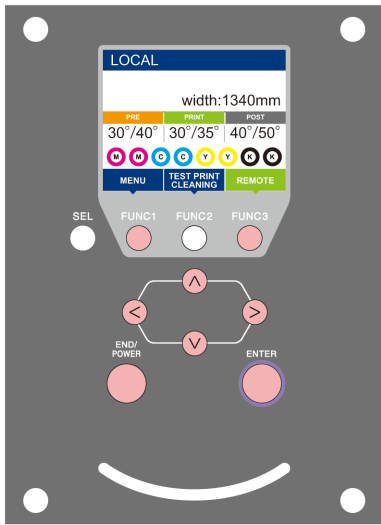 LOCAL
width:1340mm
PRE PRINT POST
30°/40° 30°/35° 40°/50°
M M C C Y Y K K
MENU TEST PRINT CLEANING REMOTE
SEL FUNC1 FUNC2 FUNC3
END/
POWER
ENTER